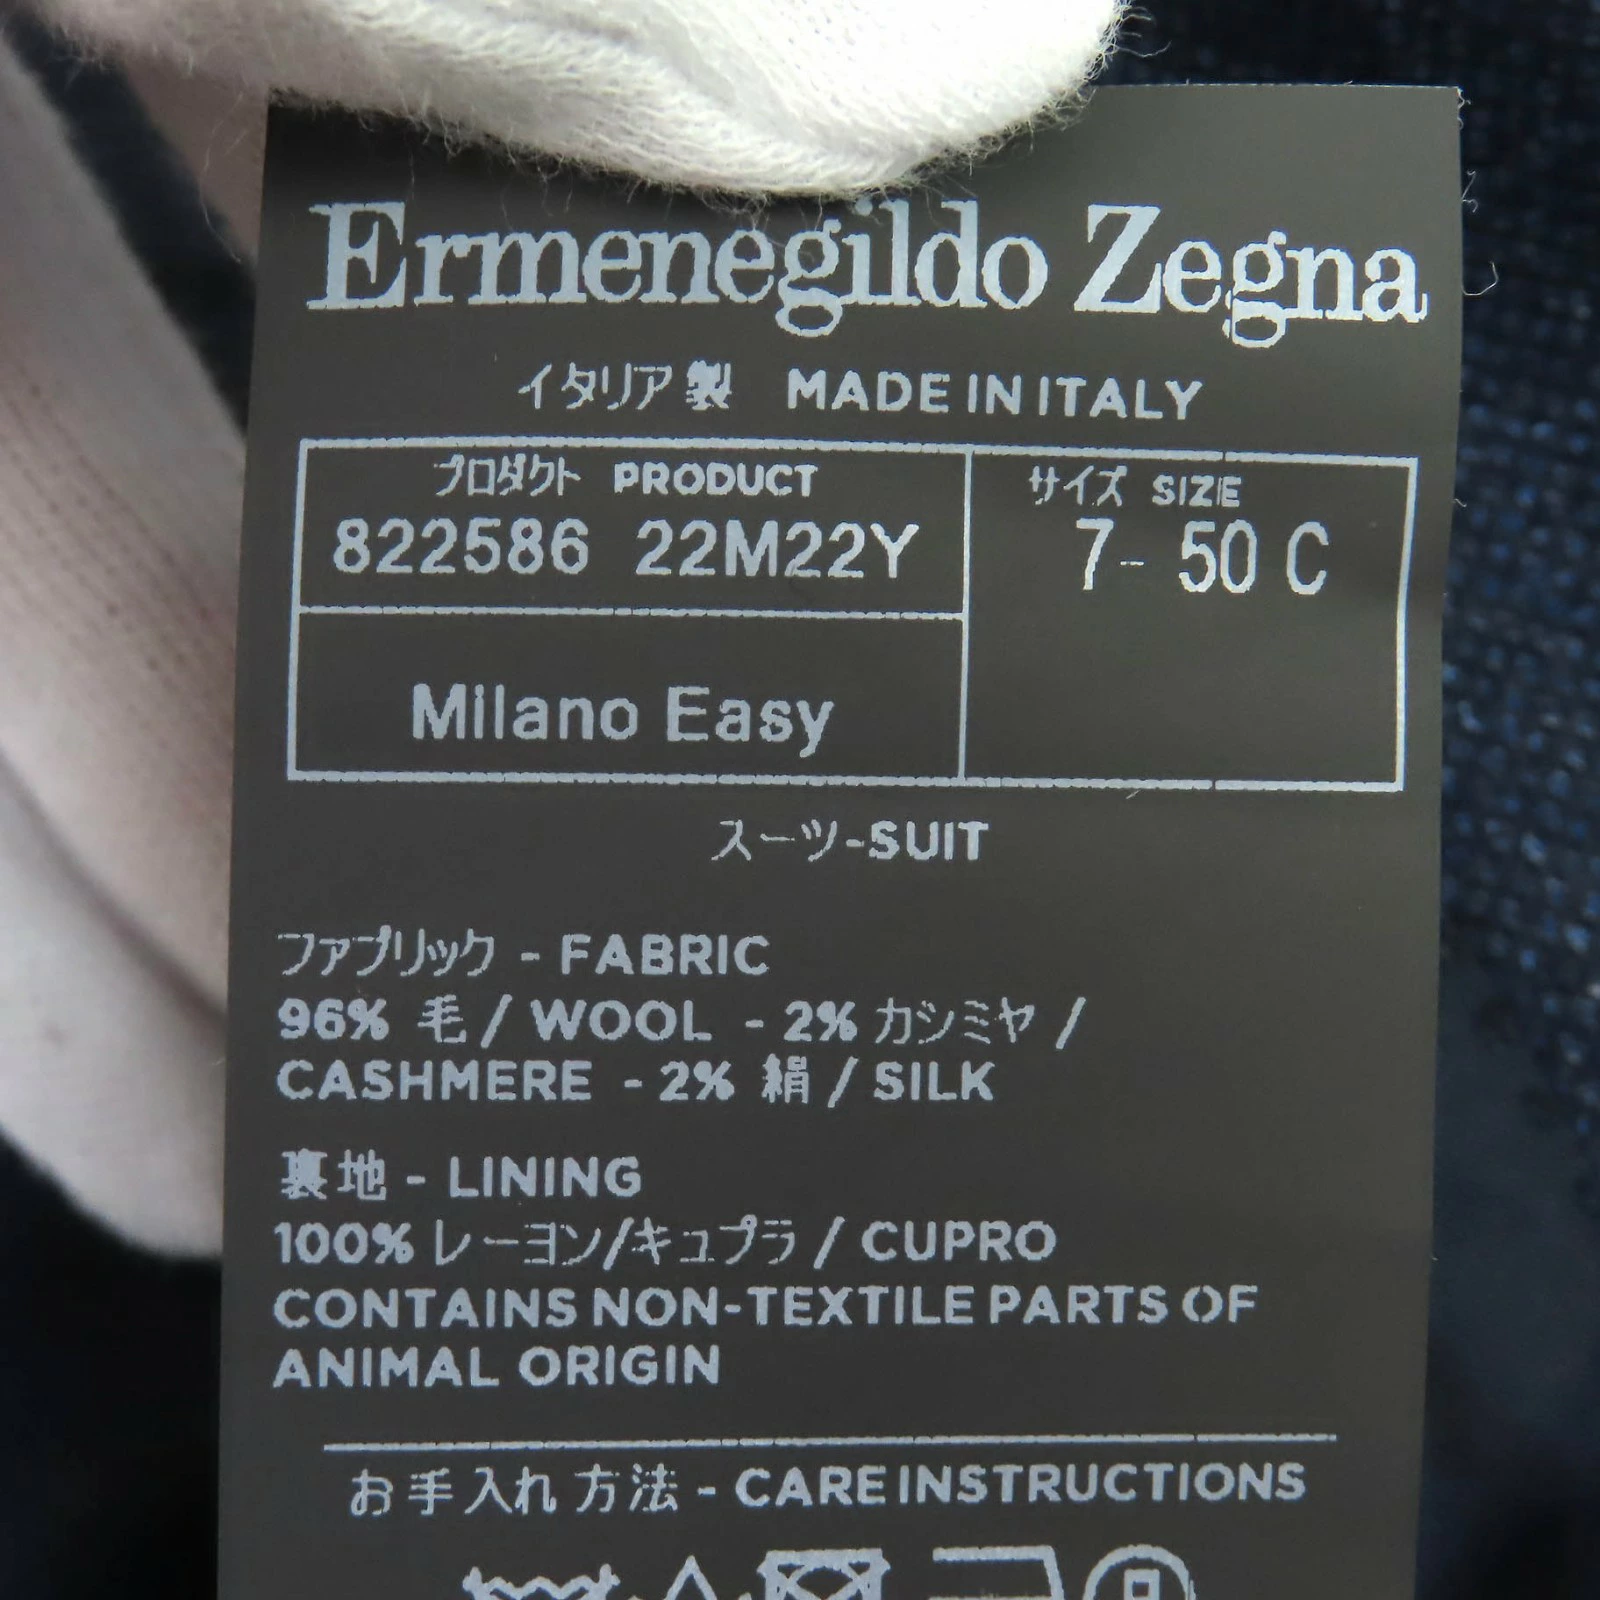 Ermenegildo Zegna
イタリア製 MADE IN ITALY
プロダクト PRODUCT
822586 22M22Y
サイズ SIZE
7- 50 C
Milano Easy
スーツ-SUIT
ファブリック - FABRIC
96% 毛 / WOOL - 2% カシミヤ /
CASHMERE - 2% 絹 / SILK
裏地 - LINING
100% レーヨン/キュプラ / CUPRO
CONTAINS NON-TEXTILE PARTS OF
ANIMAL ORIGIN
お手入れ方法 - CARE INSTRUCTIONS